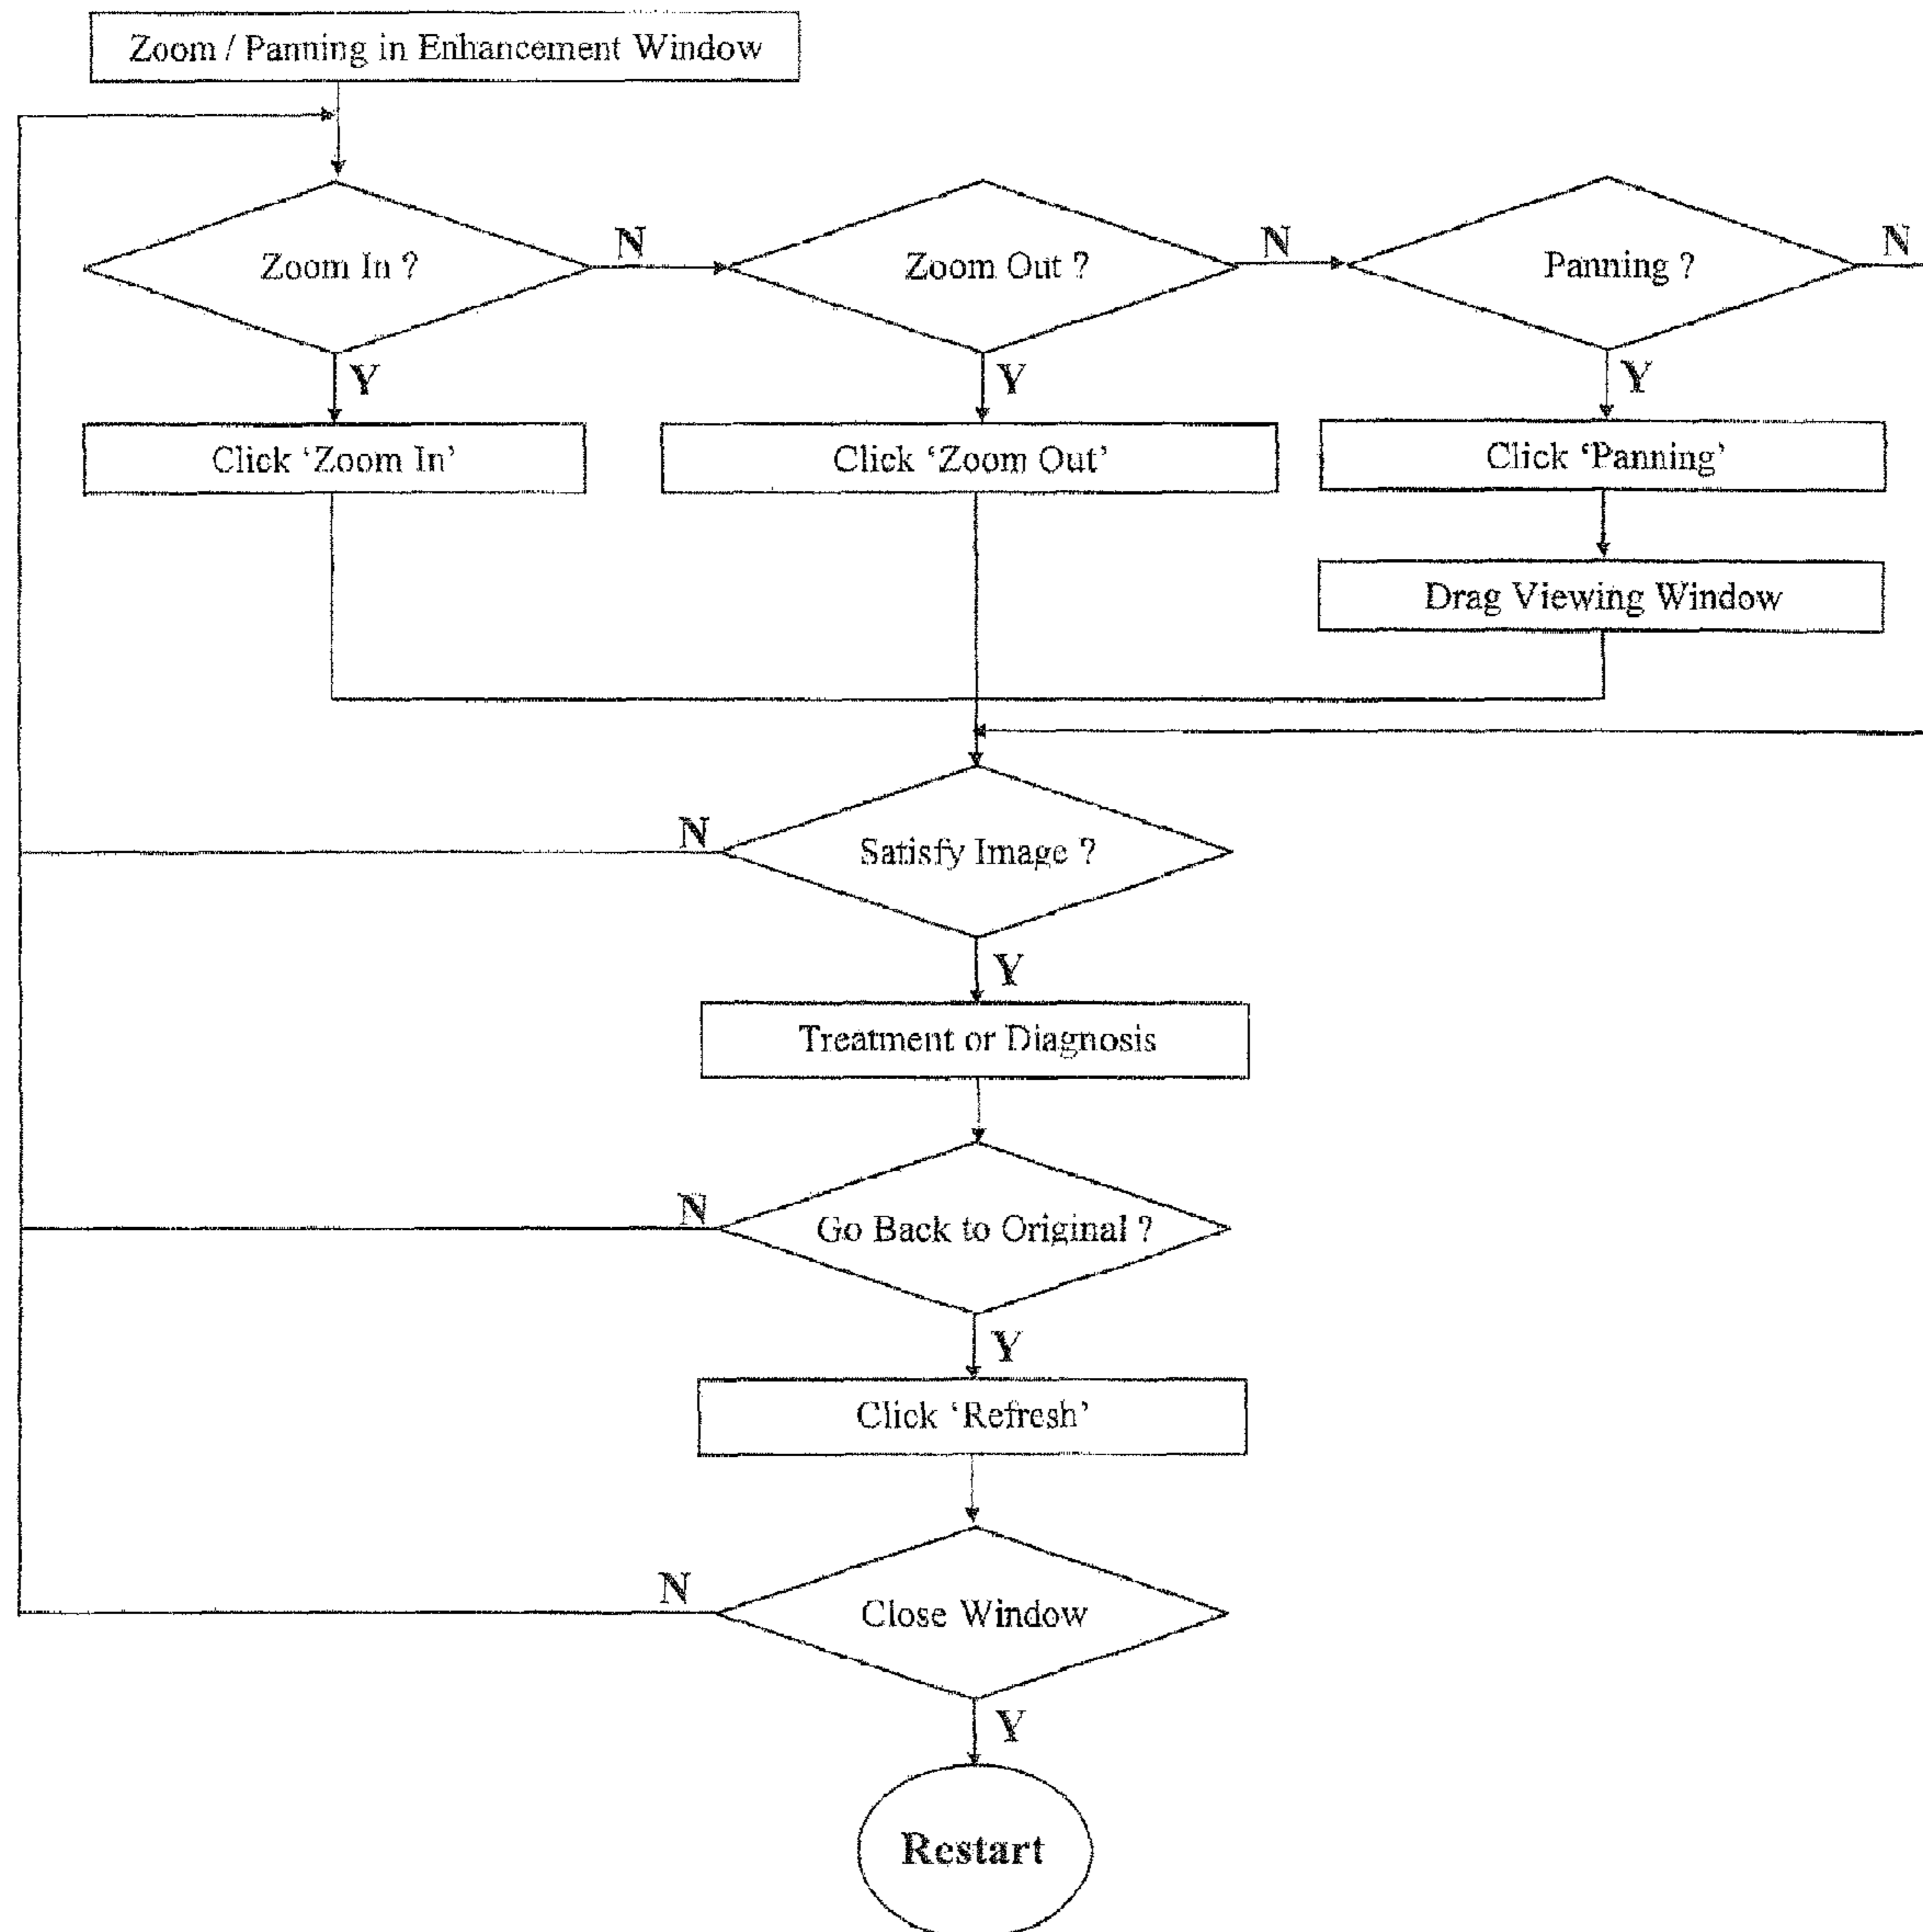 Zoom / Panning in Enhancement Window
Zoom In ?
N
Zoom Out ?
N
Panning ?
N
Y
Y
Y
Click ‘Zoom In’
Click ‘Zoom Out’
Click ‘Panning’
Drag Viewing Window
N
Satisfy Image ?
Y
Treatment or Diagnosis
N
Go Back to Original ?
Y
Click ‘Refresh’
N
Close Window
Y
Restart